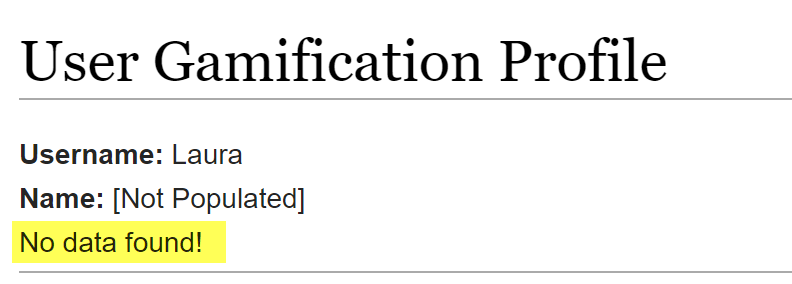 User Gamification Profile
Username: Laura
Name: [Not Populated]
No data found!